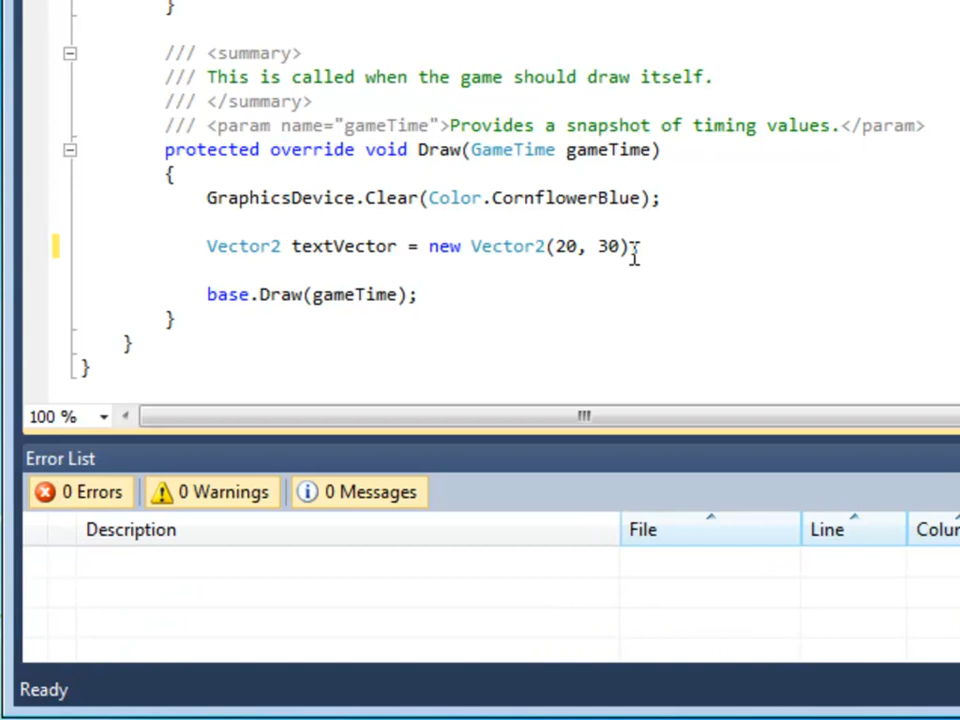 }
/// <summary>
/// This is called when the game should draw itself.
/// </summary>
/// <param name="gameTime">Provides a snapshot of timing values.</param>
protected override void Draw(GameTime gameTime)
{
GraphicsDevice.Clear(Color.CornflowerBlue);
Vector2 textVector = new Vector2(20, 30);
base.Draw(gameTime);
}
}
}
100 %
Error List
0 Errors
0 Warnings
0 Messages
Description
File
Line
Colu
Ready